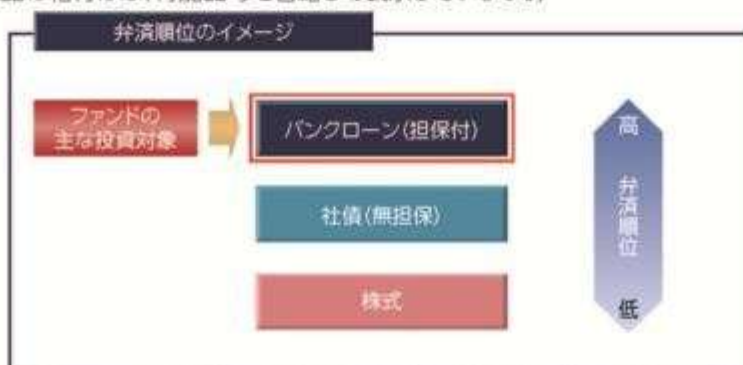 弁済順位のイメージ
ファンドの
主な投資対象
バンクローン(担保付)
社債(無担保)
株式
高
弁済順位
低